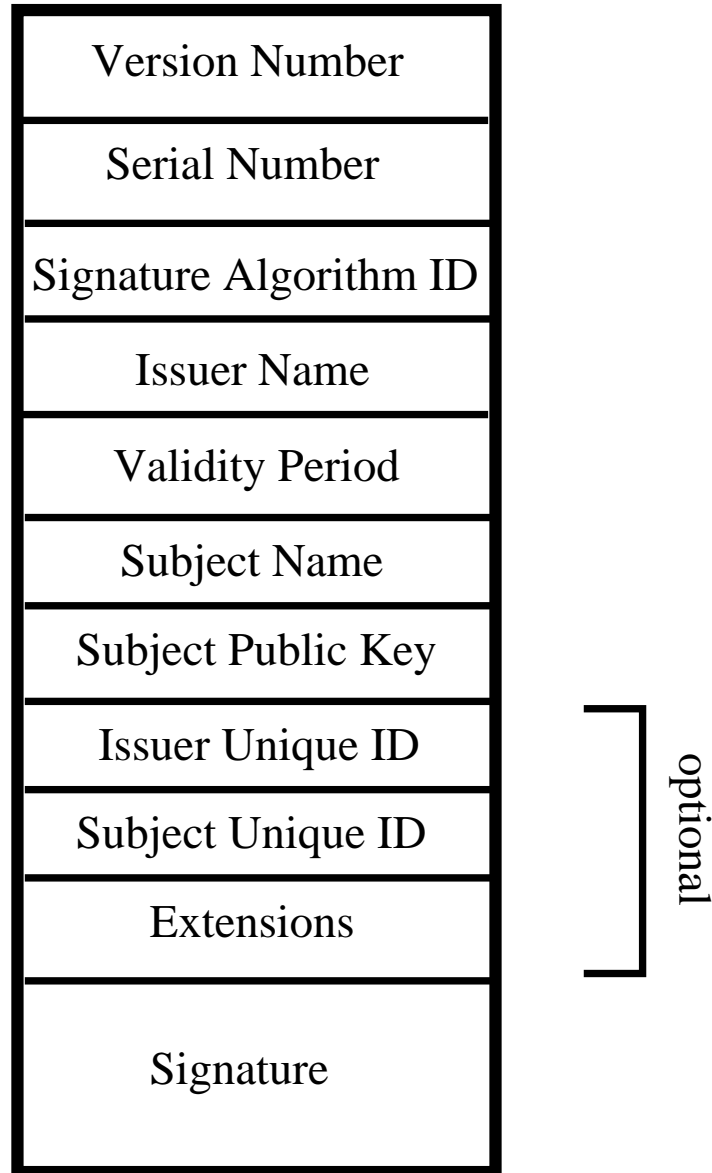 Version Number
Serial Number
Signature Algorithm ID
Issuer Name
Validity Period
Subject Name
Subject Public Key
Issuer Unique ID
Subject Unique ID
Extensions
optional
Signature